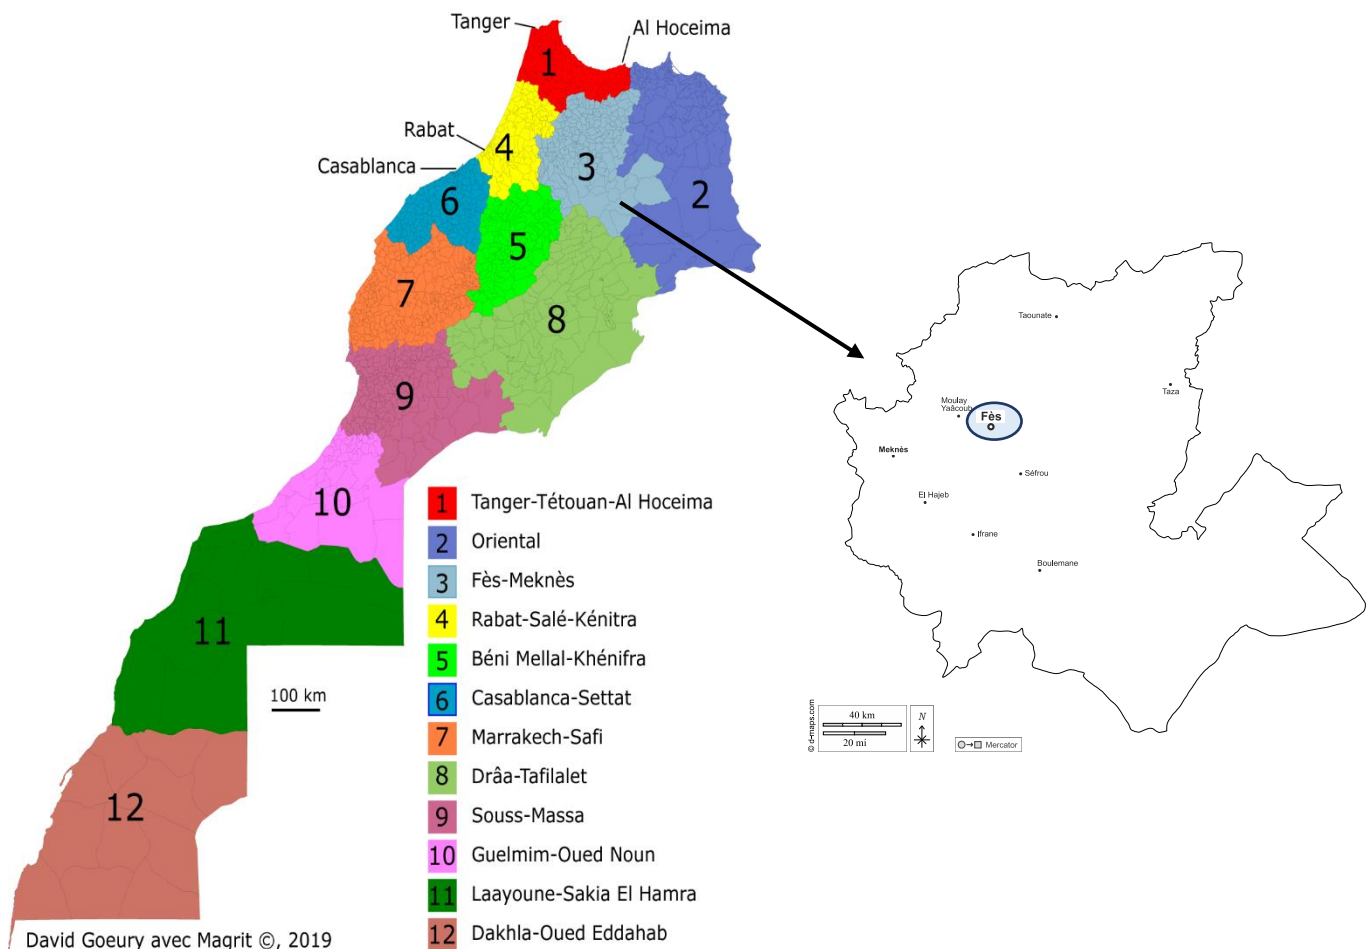 Tanger
Al Hoceima
1
Rabat
4
Casablanca
3
6
2
5
7
8
9
10
11
100 km
12
1 Tanger-Tétouan-Al Hoceima
2 Oriental
3 Fès-Meknès
4 Rabat-Salé-Kénitra
5 Béni Mellal-Khénifra
6 Casablanca-Settat
7 Marrakech-Safi
8 Drâa-Tafilalet
9 Souss-Massa
10 Guelmim-Oued Noun
11 Laayoune-Sakia El Hamra
12 Dakhla-Oued Eddahab
David Goeury avec Magrit ©, 2019
Taounate
Taza
Moulay
Yaâcoub
Fès
Meknès
Séfrou
El Hajeb
Ifrane
Boulemane
© d-maps.com
40 km
20 mi
N
Mercator